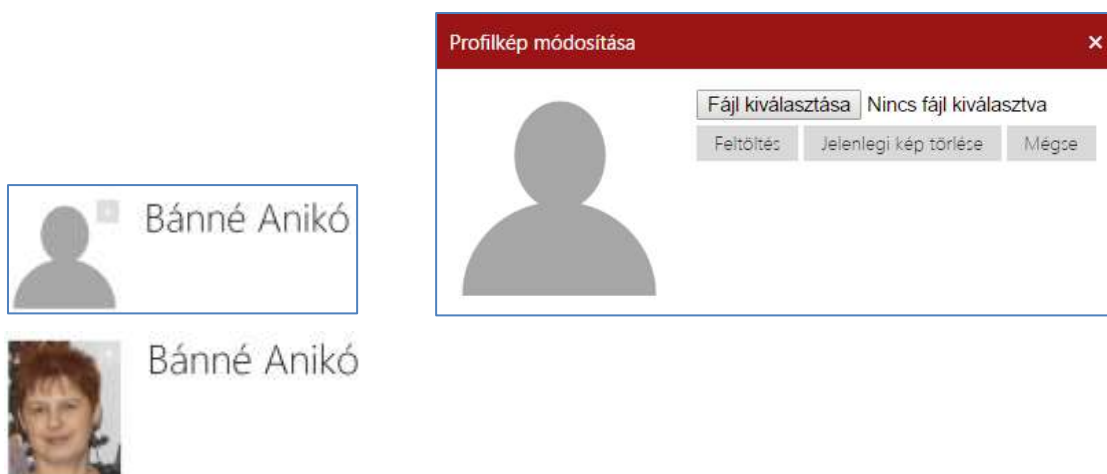 Profilkép módosítása ×
Fájl kiválasztása Nincs fájl kiválasztva
Feltöltés Jelenlegi kép törlése Mégse
Bánné Anikó
Bánné Anikó